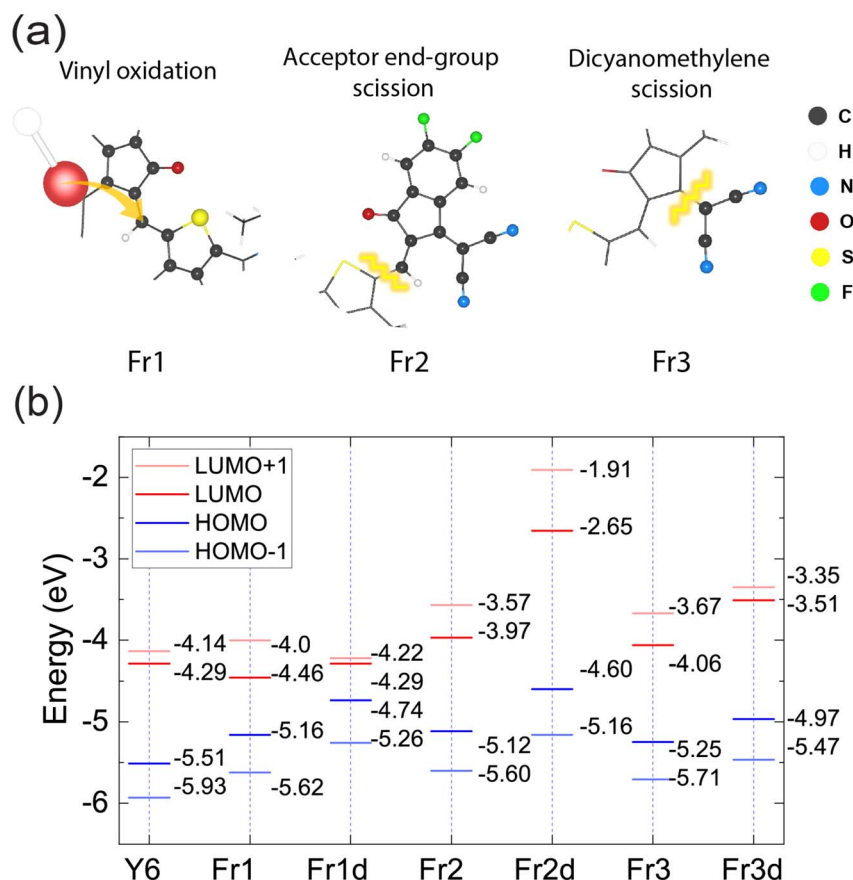 (a)
Vinyl oxidation
Acceptor end-group
scission
Dicyanomethylene
scission
C
H
N
O
S
F
Fr1
Fr2
Fr3
(b)
LUMO+1
LUMO
HOMO
HOMO-1
Energy (eV)
-2
-3
-4
-5
-6
-4.14
-4.29
-5.51
-5.93
-4.0
-4.46
-5.16
-5.62
-4.22
-4.29
-4.74
-5.26
-3.57
-3.97
-5.12
-5.60
-1.91
-2.65
-4.60
-5.16
-3.67
-4.06
-5.25
-5.71
-3.35
-3.51
-4.97
-5.47
Y6
Fr1
Fr1d
Fr2
Fr2d
Fr3
Fr3d